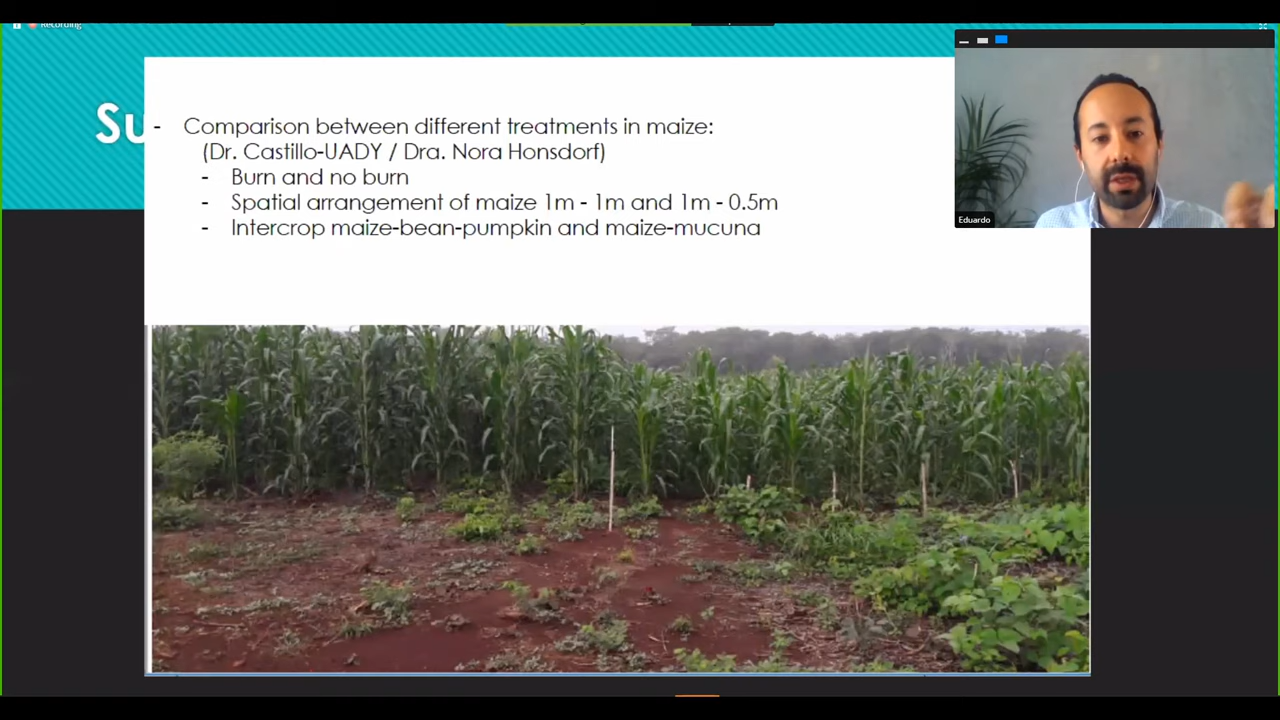 Recording
Su
- Comparison between different treatments in maize:
(Dr. Castillo-UADY / Dra. Nora Honsdorf)
- Burn and no burn
- Spatial arrangement of maize 1m - 1m and 1m - 0.5m
- Intercrop maize-bean-pumpkin and maize-mucuna
Eduardo